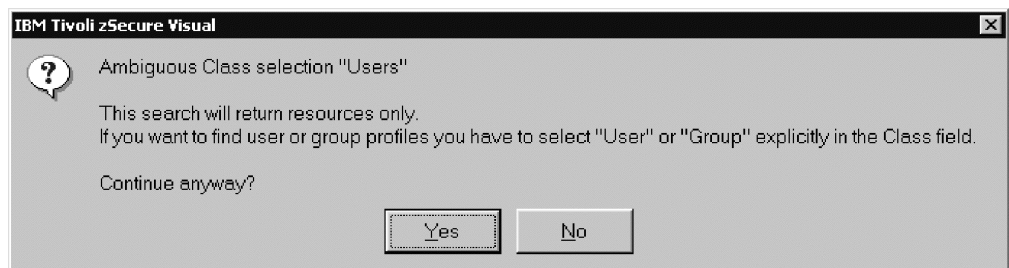 IBM Tivoli zSecure Visual
Ambiguous Class selection "Users"
This search will return resources only.
If you want to find user or group profiles you have to select "User" or "Group" explicitly in the Class field.
Continue anyway?
Yes No